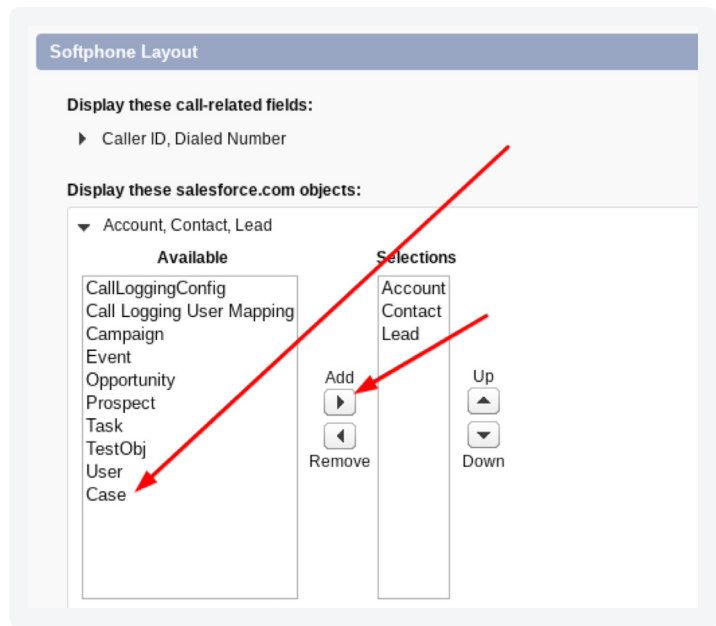 Softphone Layout
Display these call-related fields:
Caller ID, Dialed Number
Display these salesforce.com objects:
Account, Contact, Lead
Available
Selections
CallLoggingConfig
Call Logging User Mapping
Campaign
Event
Opportunity
Prospect
Task
TestObj
User
Case
Add
Remove
Account
Contact
Lead
Up
Down